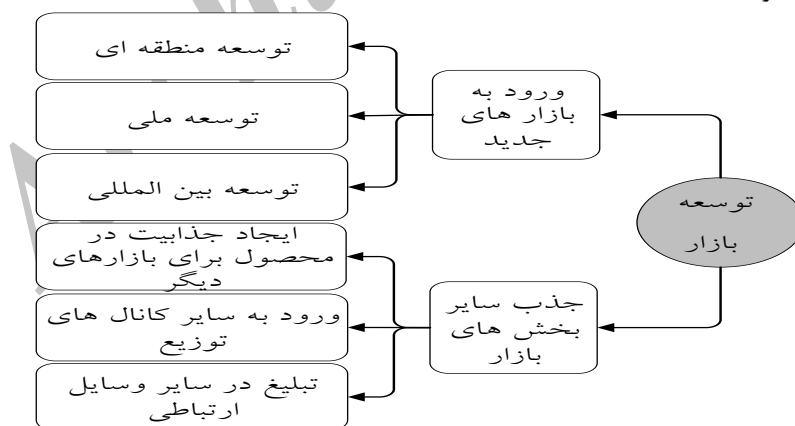 توسعه
بازار
ورود به
بازار های
جدید
توسعه منطقه ای
توسعه ملی
توسعه بین المللی
جذب سایر
بخش های
بازار
ایجاد جذابیت در
محصول برای بازارهای
دیگر
ورود به سایر کانال های
توزیع
تبلیغ در سایر وسایل
ارتباطی